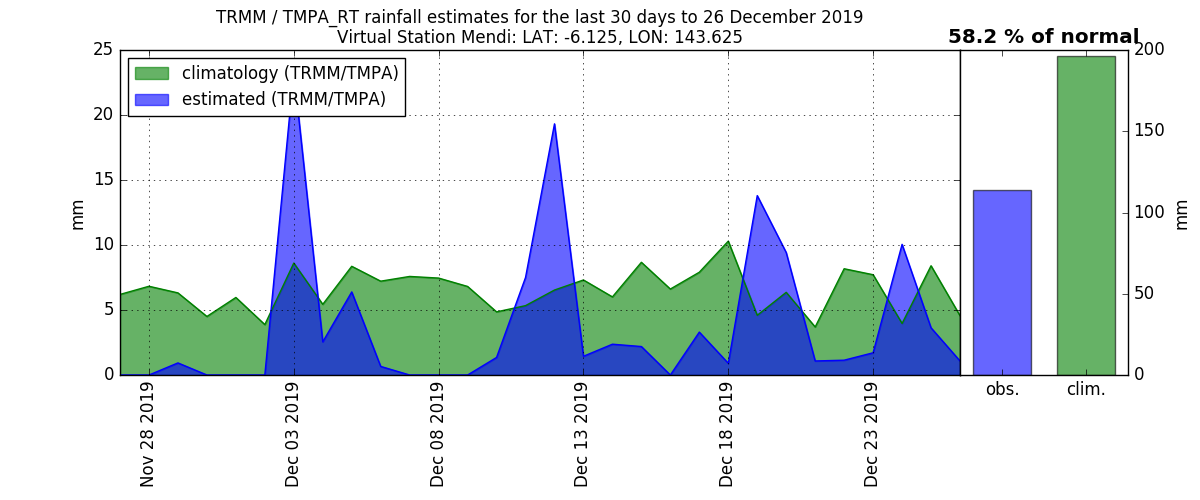 TRMM / TMPA_RT rainfall estimates for the last 30 days to 26 December 2019
Virtual Station Mendi: LAT: -6.125, LON: 143.625
58.2 % of normal
climatology (TRMM/TMPA)
estimated (TRMM/TMPA)
25
20
15
10
5
0
mm
Nov 28 2019
Dec 03 2019
Dec 08 2019
Dec 13 2019
Dec 18 2019
Dec 23 2019
200
150
100
50
0
mm
obs.
clim.